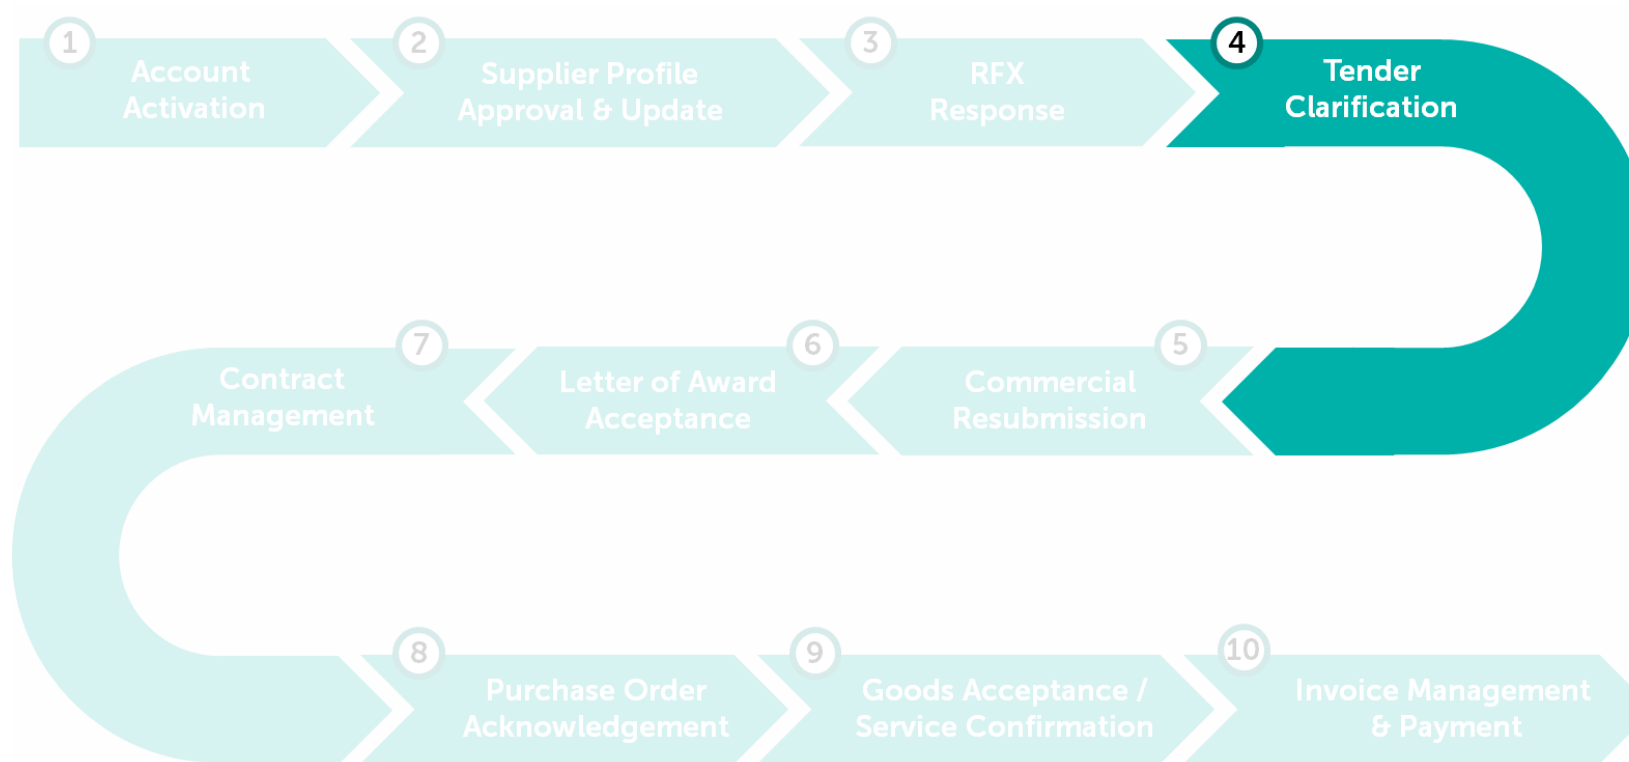 1
Account
Activation
2
Supplier Profile
Approval & Update
3
RFX
Response
4
Tender
Clarification
5
Commercial
Resubmission
6
Letter of Award
Acceptance
7
Contract
Management
8
Purchase Order
Acknowledgement
9
Goods Acceptance /
Service Confirmation
10
Invoice Management
& Payment